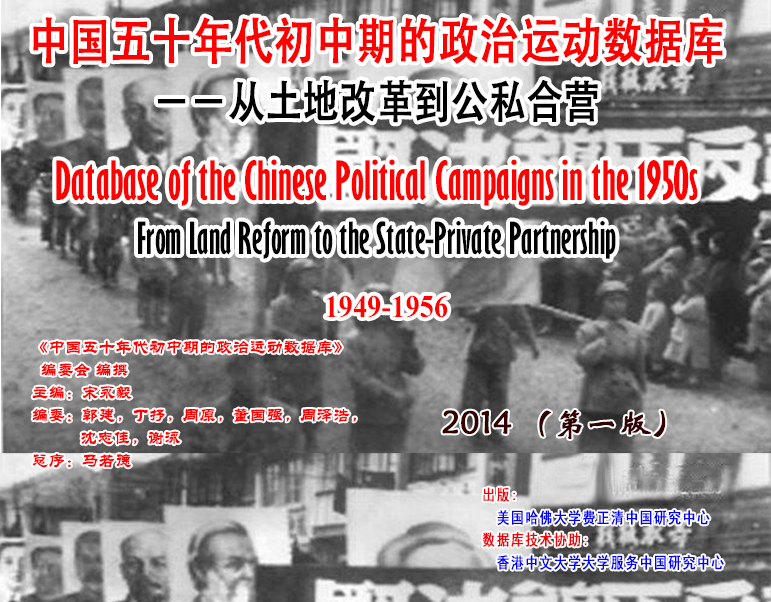 中国五十年代初中期的政治运动数据库
－－从土地改革到公私合营
Database of the Chinese Political Campaigns in the 1950s
From Land Reform to the State-Private Partnership
1949-1956
《中国五十年代初中期的政治运动数据库》
编委会 编撰
主编：宋永毅
编委：郭建，丁抒，周原，董国强，周泽浩，
沈志佳，谢泳
总序：马若德
2014 （第一版）
出版：
美国哈佛大学费正清中国研究中心
数据库技术协助：
香港中文大学大学服务中国研究中心